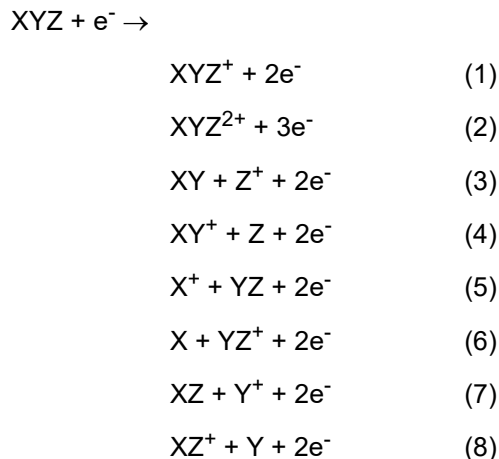 XYZ + e⁻ →
XYZ⁺ + 2e⁻ (1)
XYZ²⁺ + 3e⁻ (2)
XY + Z⁺ + 2e⁻ (3)
XY⁺ + Z + 2e⁻ (4)
X⁺ + YZ + 2e⁻ (5)
X + YZ⁺ + 2e⁻ (6)
XZ + Y⁺ + 2e⁻ (7)
XZ⁺ + Y + 2e⁻ (8)